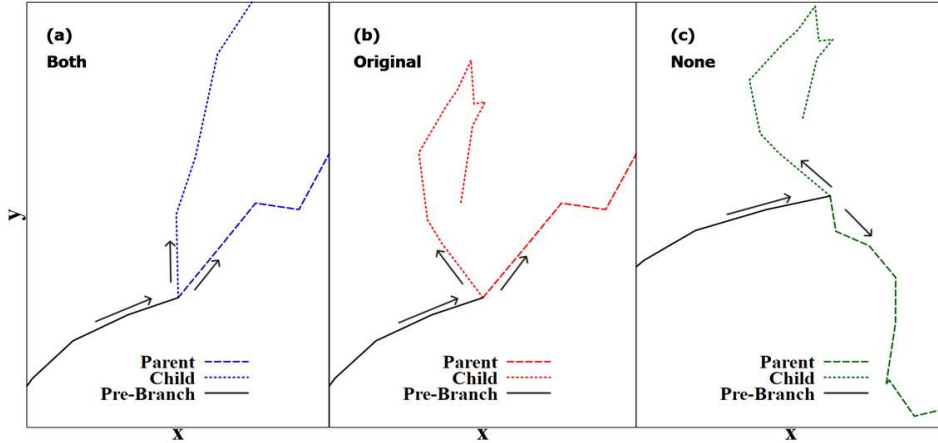 (a)
Both
(b)
Original
(c)
None
y
Parent
Child
Pre-Branch
Parent
Child
Pre-Branch
Parent
Child
Pre-Branch
x
x
x